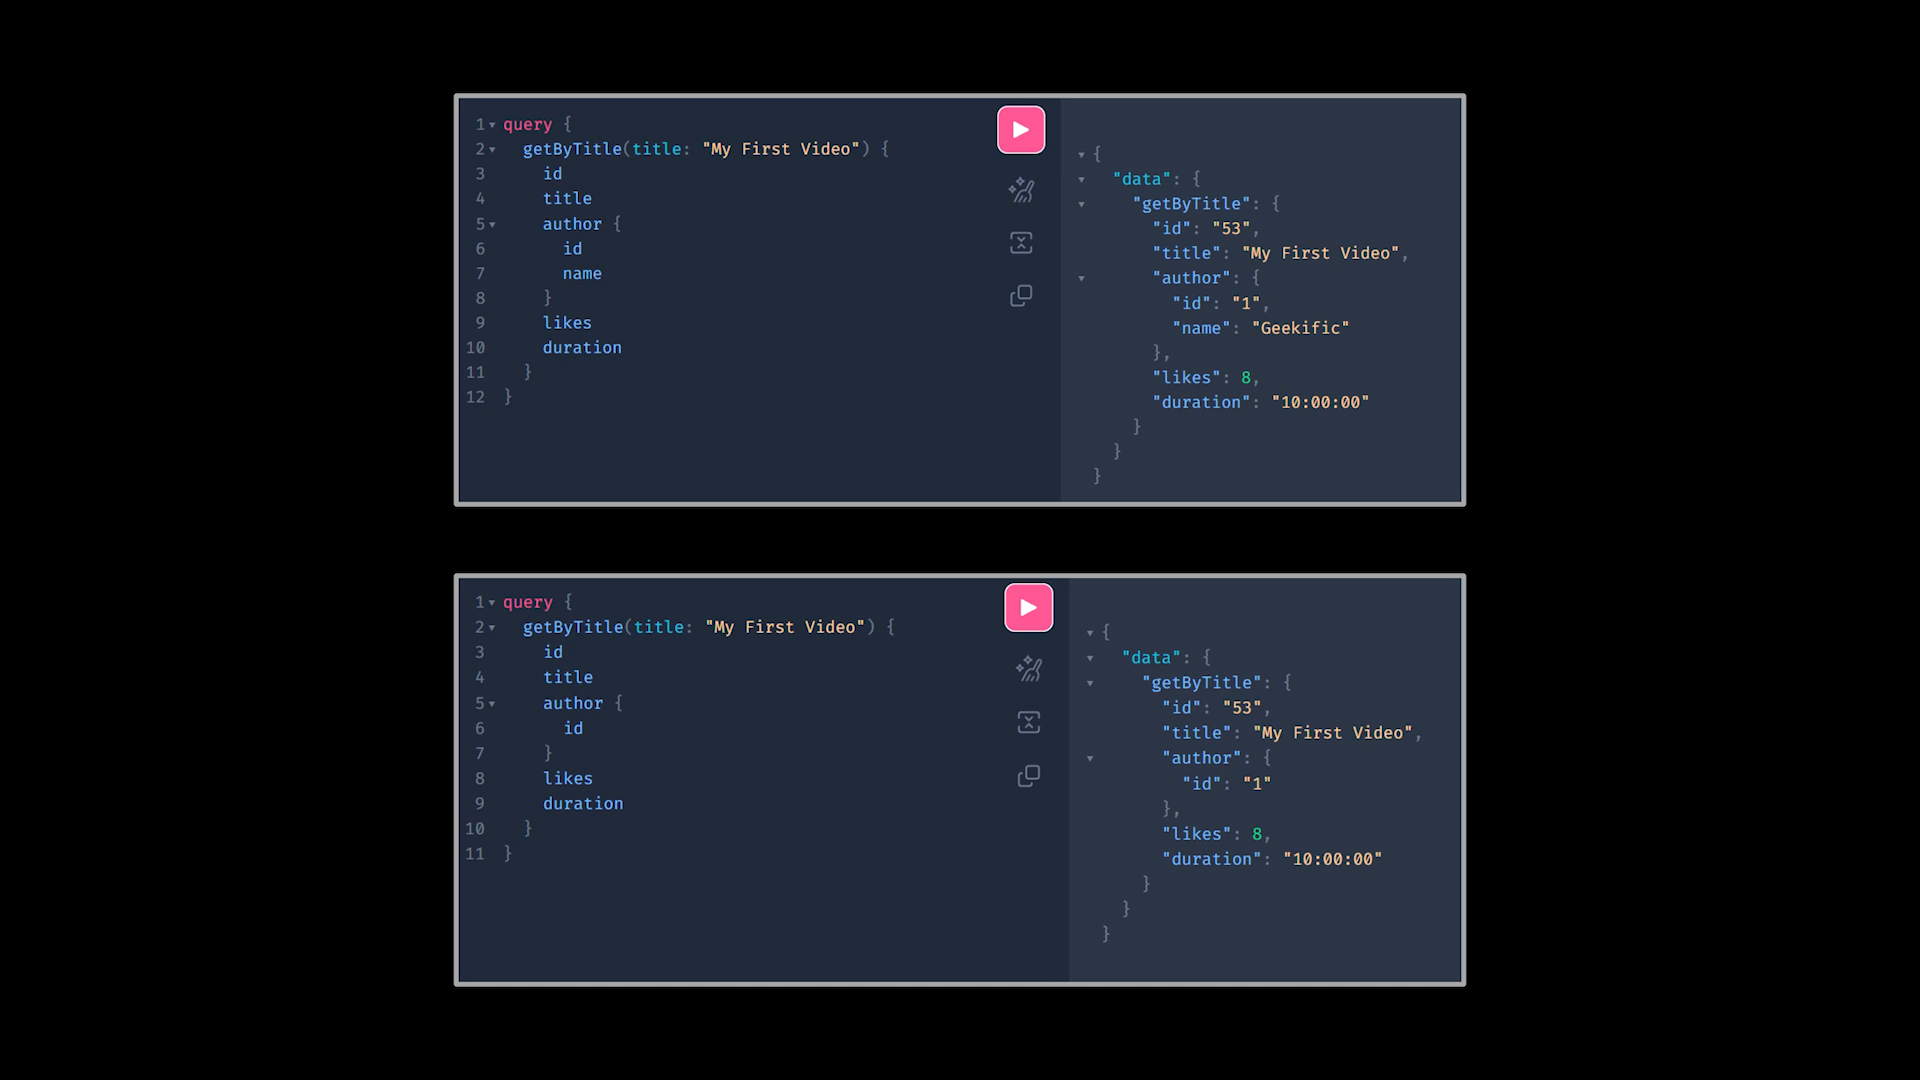 1 query {
2 getByTitle(title: "My First Video") {
3 id
4 title
5 author {
6 id
7 name
8 }
9 likes
10 duration
11 }
12 }
{
"data": {
"getByTitle": {
"id": "53",
"title": "My First Video",
"author": {
"id": "1",
"name": "Geekific"
},
"likes": 8,
"duration": "10:00:00"
}
}
}
1 query {
2 getByTitle(title: "My First Video") {
3 id
4 title
5 author {
6 id
7 }
8 likes
9 duration
10 }
11 }
{
"data": {
"getByTitle": {
"id": "53",
"title": "My First Video",
"author": {
"id": "1"
},
"likes": 8,
"duration": "10:00:00"
}
}
}